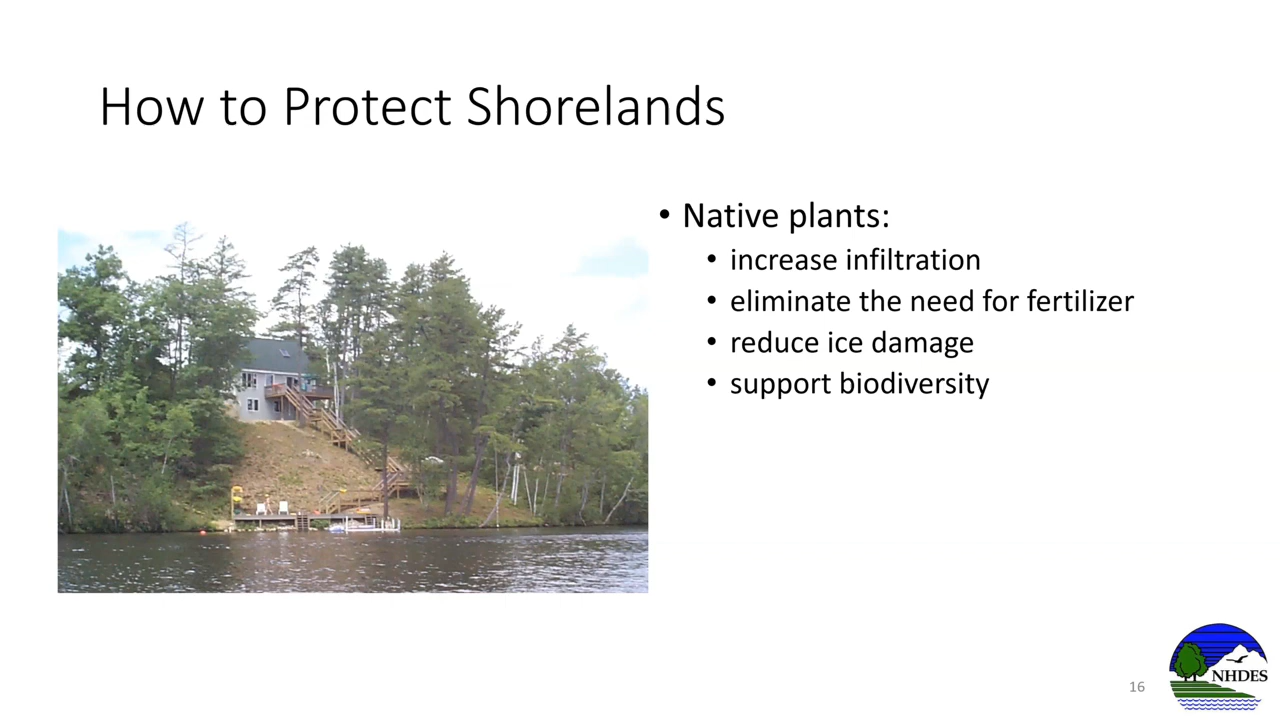 How to Protect Shorelands
• Native plants:
• increase infiltration
• eliminate the need for fertilizer
• reduce ice damage
• support biodiversity
16
NHDES